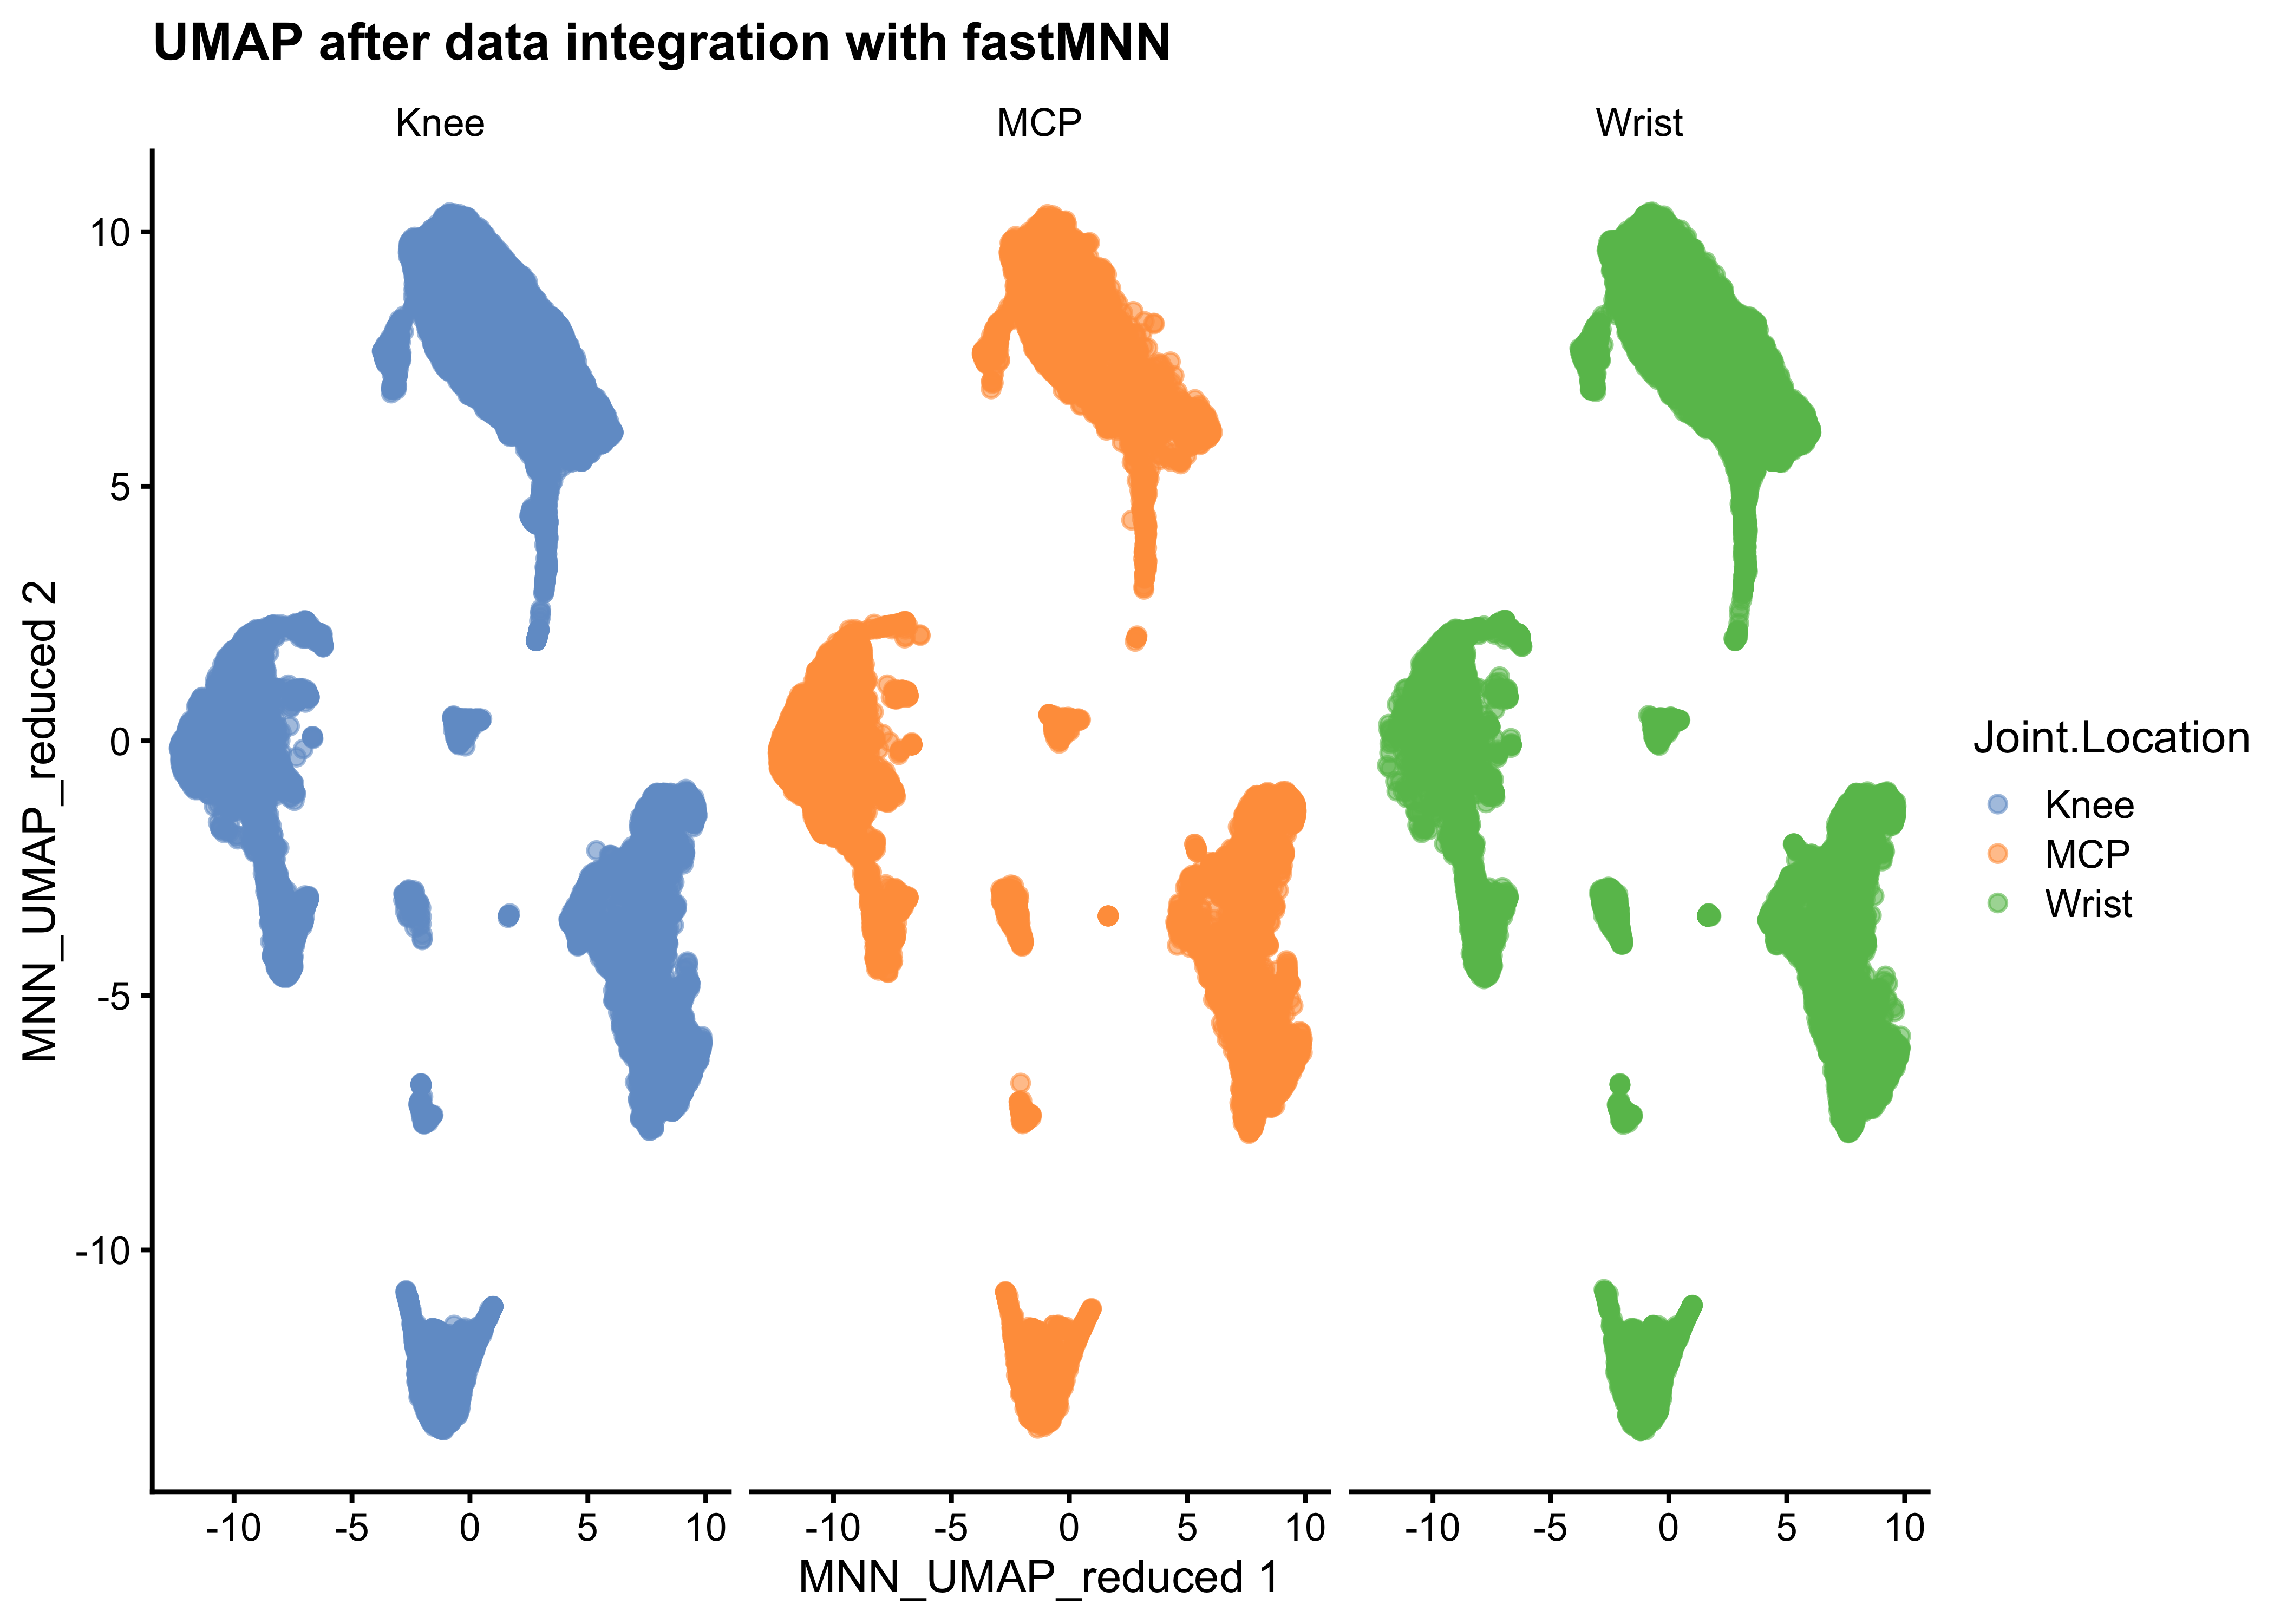 UMAP after data integration with fastMNN
Knee
MCP
Wrist
10
5
0
-5
-10
MNN_UMAP_reduced 2
-10 -5 0 5 10
-10 -5 0 5 10
-10 -5 0 5 10
MNN_UMAP_reduced 1
Joint.Location
Knee
MCP
Wrist